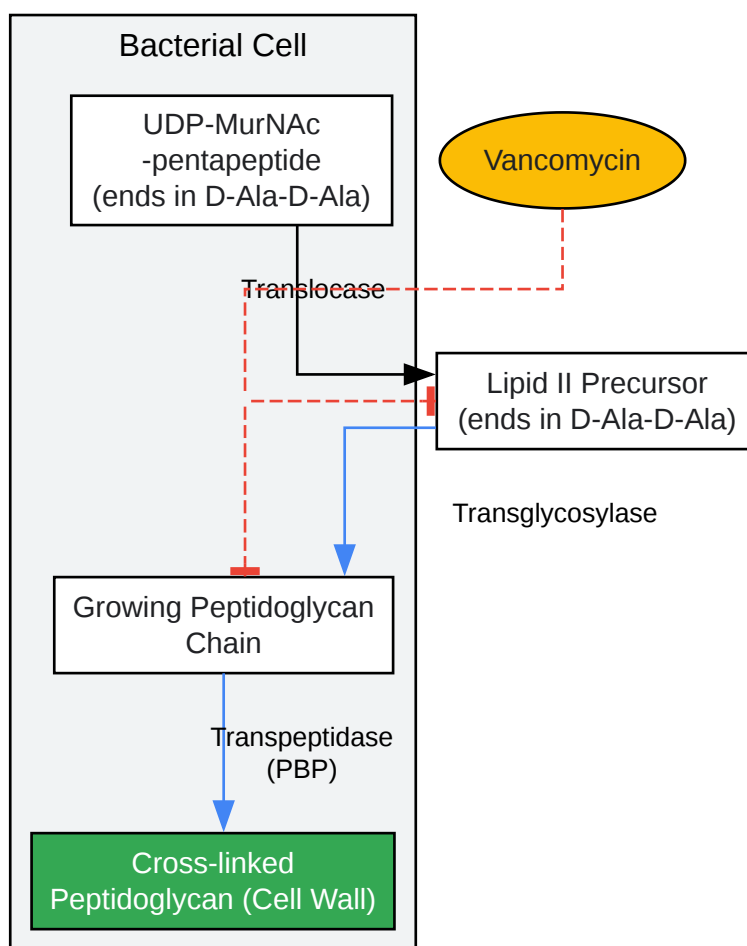 Bacterial Cell
UDP-MurNAc
-pentapeptide
(ends in D-Ala-D-Ala)
Vancomycin
Translocase
Lipid II Precursor
(ends in D-Ala-D-Ala)
Transglycosylase
Growing Peptidoglycan
Chain
Transpeptidase
(PBP)
Cross-linked
Peptidoglycan (Cell Wall)